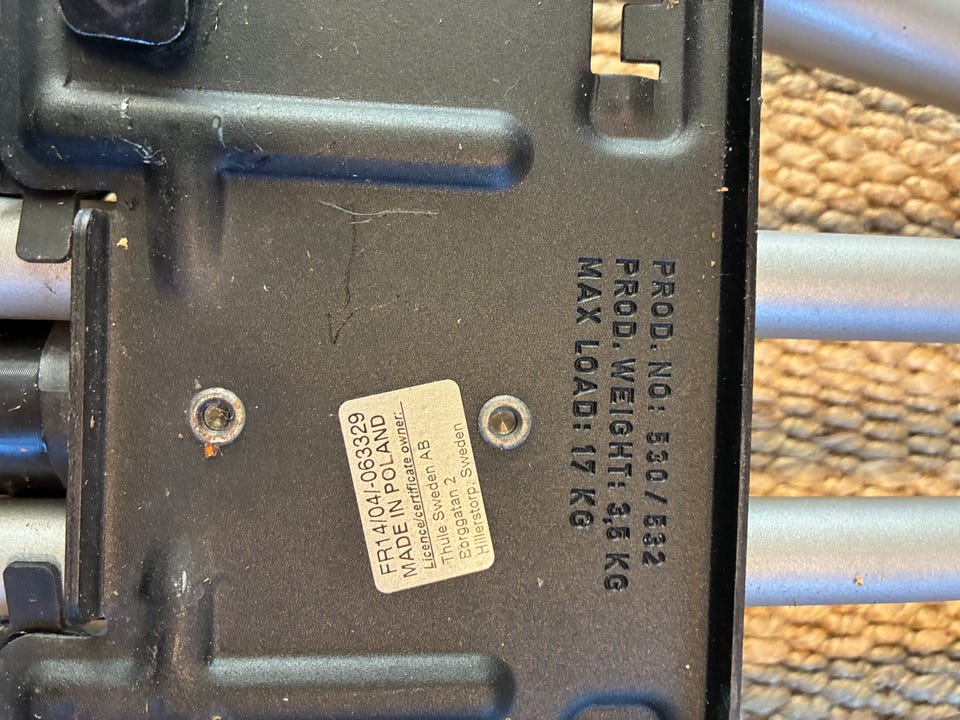 PROD. NO: 530/532
PROD. WEIGHT: 3,5 KG
MAX LOAD: 17 KG
FR14/04/-063329
MADE IN POLAND
Licence/certificate owner:
Thule Sweden AB
Borggatan 2
Hillerstorp, Sweden